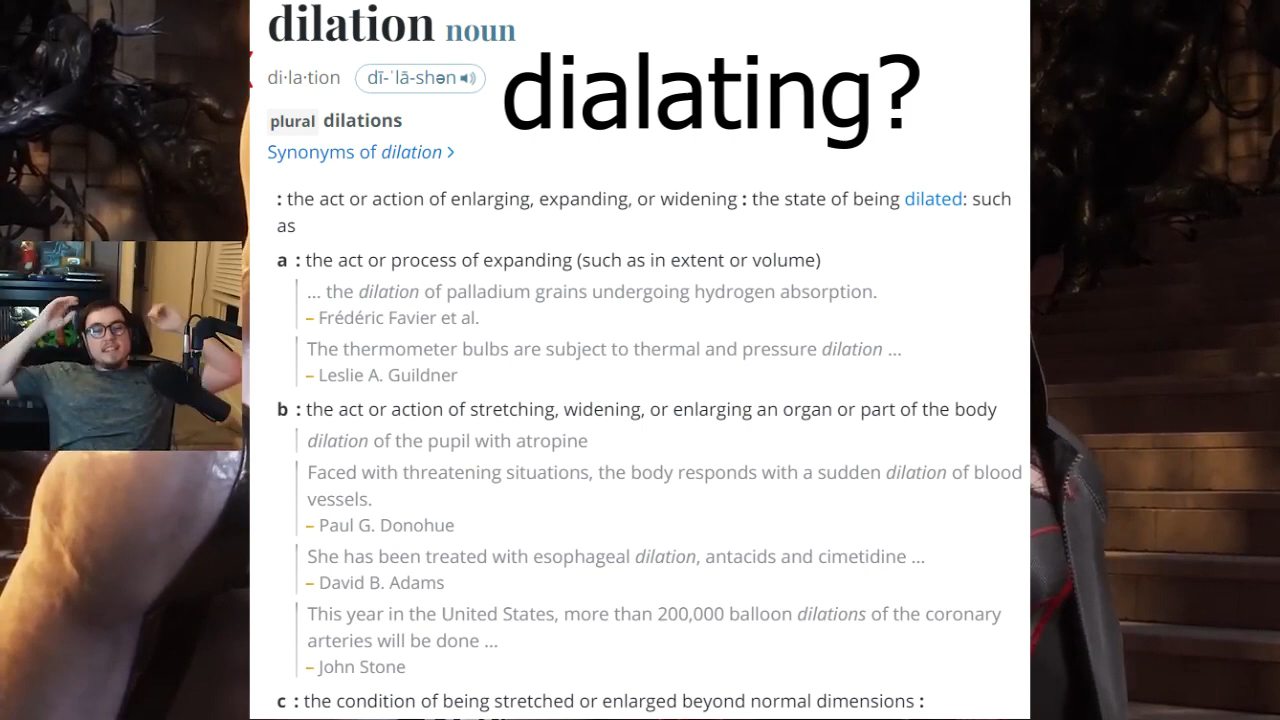 dilation noun
dialating?
di·la·tion dī-ˈlā-shən
plural dilations
Synonyms of dilation
: the act or action of enlarging, expanding, or widening : the state of being dilated: such
as
a : the act or process of expanding (such as in extent or volume)
... the dilation of palladium grains undergoing hydrogen absorption.
– Frédéric Favier et al.
The thermometer bulbs are subject to thermal and pressure dilation ...
– Leslie A. Guildner
b : the act or action of stretching, widening, or enlarging an organ or part of the body
dilation of the pupil with atropine
Faced with threatening situations, the body responds with a sudden dilation of blood
vessels.
– Paul G. Donohue
She has been treated with esophageal dilation, antacids and cimetidine ...
– David B. Adams
This year in the United States, more than 200,000 balloon dilations of the coronary
arteries will be done ...
– John Stone
c : the condition of being stretched or enlarged beyond normal dimensions :